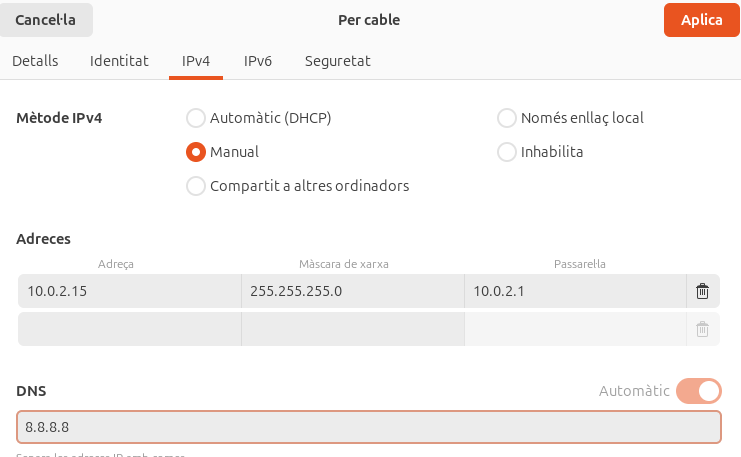 Cancel·la Per cable Aplica
Detalls Identitat IPv4 IPv6 Seguretat
Mètode IPv4 Automàtic (DHCP) Només enllaç local
Manual Inhabilita
Compartit a altres ordinadors
Adreces
Adreça Màscara de xarxa Passarel·la
10.0.2.15 255.255.255.0 10.0.2.1
DNS Automàtic
8.8.8.8